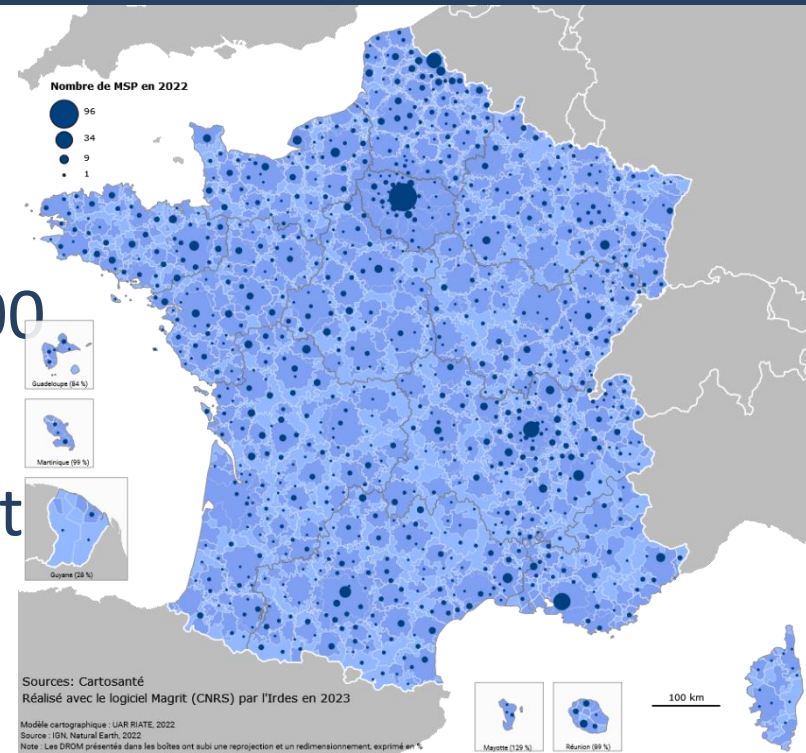 Nombre de MSP en 2022
96
34
9
1
00
Guadeloupe (84 %)
Martinique (99 %)
t
Guyane (28 %)
Sources: Cartosanté
Réalisé avec le logiciel Magrit (CNRS) par l'Irdes en 2023
Modèle cartographique : UAR RIATE, 2022
Source : IGN, Natural Earth, 2022
Note : Les DROM présentés dans les boîtes ont subi une reprojection et un redimensionnement, exprimé en %
Mayotte (129 %)
Réunion (89 %)
100 km